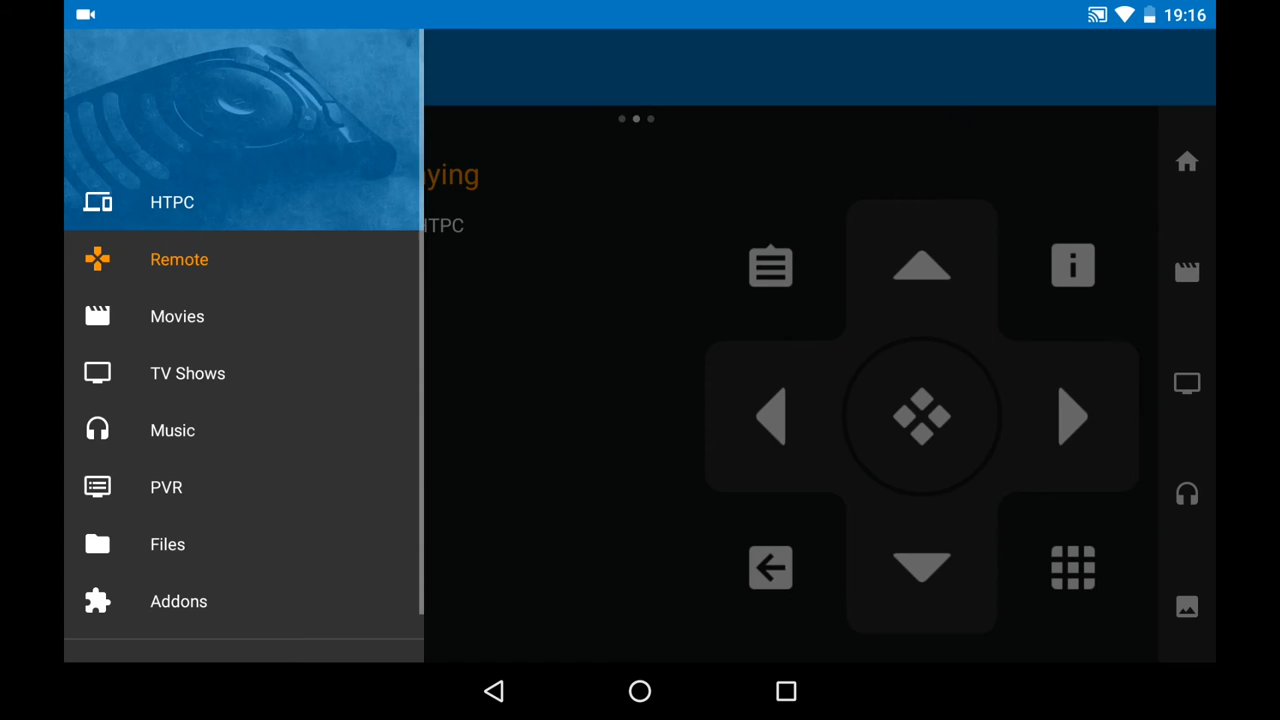 19:16
HTPC
Remote
Movies
TV Shows
Music
PVR
Files
Addons
ying
HTPC